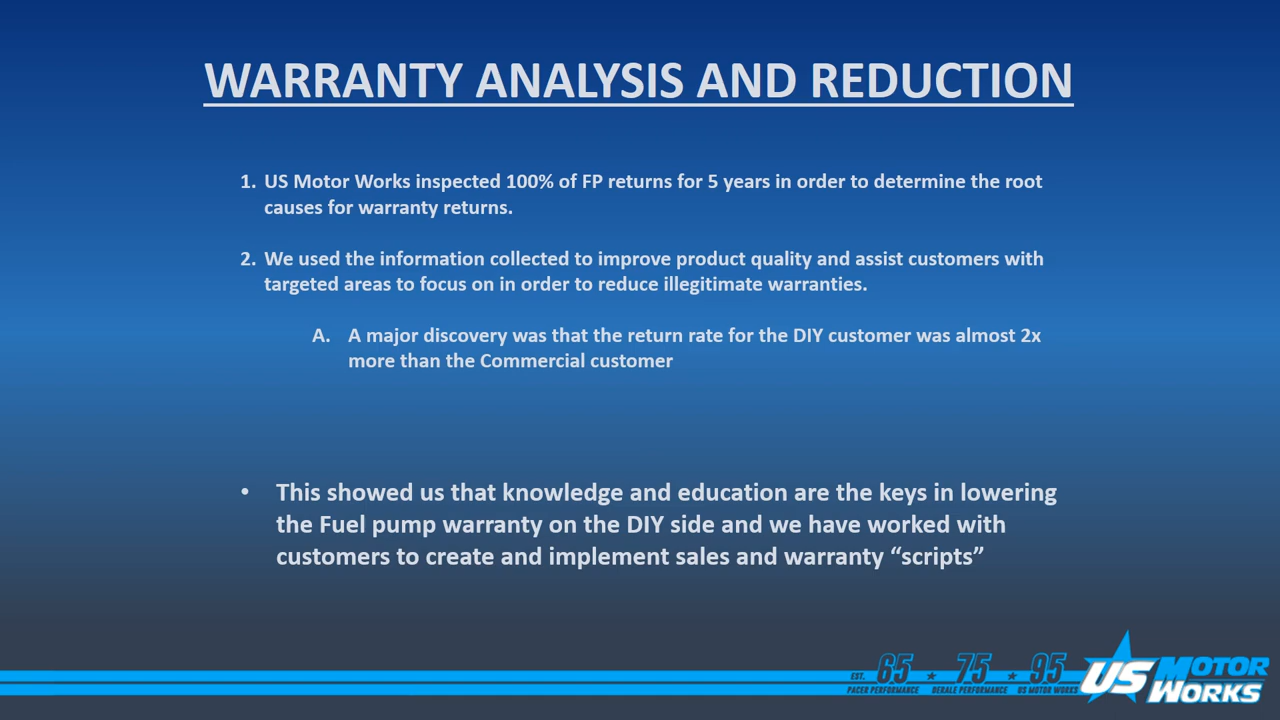 WARRANTY ANALYSIS AND REDUCTION
1. US Motor Works inspected 100% of FP returns for 5 years in order to determine the root
causes for warranty returns.
2. We used the information collected to improve product quality and assist customers with
targeted areas to focus on in order to reduce illegitimate warranties.
A. A major discovery was that the return rate for the DIY customer was almost 2x
more than the Commercial customer
• This showed us that knowledge and education are the keys in lowering
the Fuel pump warranty on the DIY side and we have worked with
customers to create and implement sales and warranty “scripts”
EST. 65 ★ 75 ★ 95
PACER PERFORMANCE DERALE PERFORMANCE US MOTOR WORKS
US MOTOR
WORKS